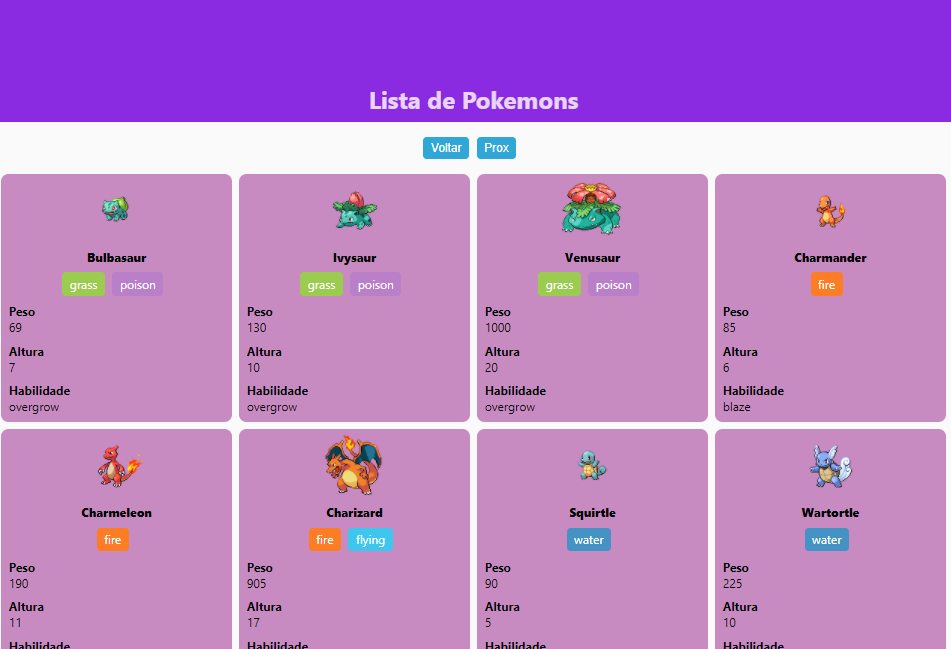 Lista de Pokemons
Voltar Prox
Bulbasaur
grass poison
Peso
69
Altura
7
Habilidade
overgrow
Ivysaur
grass poison
Peso
130
Altura
10
Habilidade
overgrow
Venusaur
grass poison
Peso
1000
Altura
20
Habilidade
overgrow
Charmander
fire
Peso
85
Altura
6
Habilidade
blaze
Charmeleon
fire
Peso
190
Altura
11
Habilidade
Charizard
fire flying
Peso
905
Altura
17
Habilidade
Squirtle
water
Peso
90
Altura
5
Habilidade
Wartortle
water
Peso
225
Altura
10
Habilidade